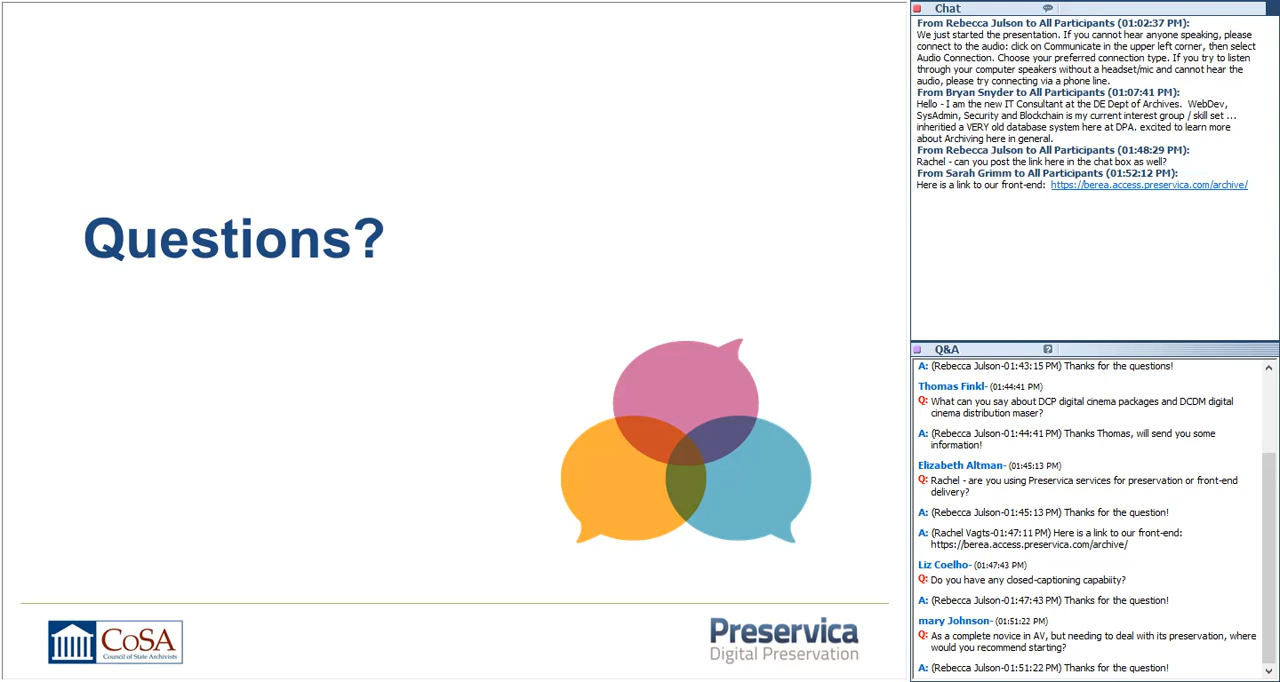 Questions?
CoSA
Council of State Archivists
Preservica
Digital Preservation
Chat
From Rebecca Julson to All Participants (01:02:37 PM):
We just started the presentation. If you cannot hear anyone speaking, please
connect to the audio: click on Communicate in the upper left corner, then select
Audio Connection. Choose your preferred connection type. If you try to listen
through your computer speakers without a headset/mic and cannot hear the
audio, please try connecting via a phone line.
From Bryan Snyder to All Participants (01:07:41 PM):
Hello - I am the new IT Consultant at the DE Dept of Archives. WebDev,
SysAdmin, Security and Blockchain is my current interest group / skill set ...
inheritied a VERY old database system here at DPA. excited to learn more
about Archiving here in general.
From Rebecca Julson to All Participants (01:48:29 PM):
Rachel - can you post the link here in the chat box as well?
From Sarah Grimm to All Participants (01:52:12 PM):
Here is a link to our front-end: https://berea.access.preservica.com/archive/
Q&A
A: (Rebecca Julson-01:43:15 PM) Thanks for the questions!
Thomas Finkl- (01:44:41 PM)
Q: What can you say about DCP digital cinema packages and DCDM digital
cinema distribution maser?
A: (Rebecca Julson-01:44:41 PM) Thanks Thomas, will send you some
information!
Elizabeth Altman- (01:45:13 PM)
Q: Rachel - are you using Preservica services for preservation or front-end
delivery?
A: (Rebecca Julson-01:45:13 PM) Thanks for the question!
A: (Rachel Vagts-01:47:11 PM) Here is a link to our front-end:
https://berea.access.preservica.com/archive/
Liz Coelho- (01:47:43 PM)
Q: Do you have any closed-captioning capabiity?
A: (Rebecca Julson-01:47:43 PM) Thanks for the question!
mary Johnson- (01:51:22 PM)
Q: As a complete novice in AV, but needing to deal with its preservation, where
would you recommend starting?
A: (Rebecca Julson-01:51:22 PM) Thanks for the question!